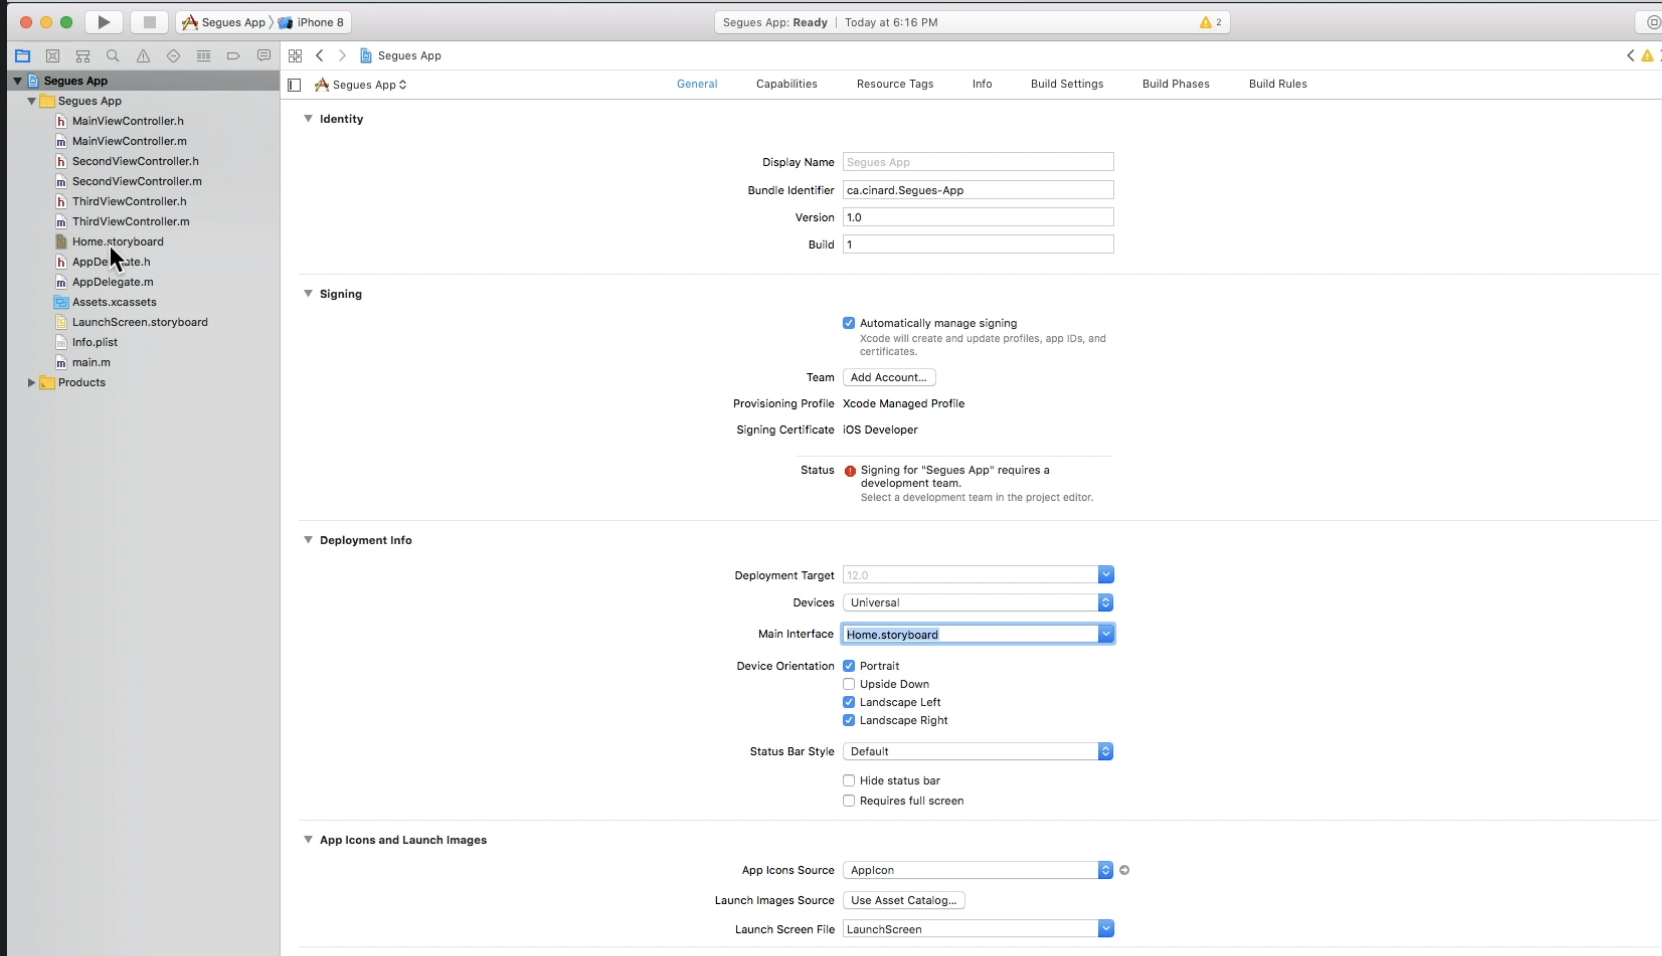 Segues App
iPhone 8
Segues App: Ready | Today at 6:16 PM
2
Segues App
Segues App
Segues App
MainViewController.h
MainViewController.m
SecondViewController.h
SecondViewController.m
ThirdViewController.h
ThirdViewController.m
Home.storyboard
AppDelegate.m
Assets.xcassets
LaunchScreen.storyboard
Info.plist
main.m
Products
Segues App
General
Capabilities
Resource Tags
Info
Build Settings
Build Phases
Build Rules
Identity
Display Name
Segues App
Bundle Identifier
ca.cinard.Segues-App
Version
1.0
Build
1
Signing
Automatically manage signing
Xcode will create and update profiles, app IDs, and
certificates.
Team
Add Account...
Provisioning Profile
Xcode Managed Profile
Signing Certificate
iOS Developer
Status
Signing for "Segues App" requires a
development team.
Select a development team in the project editor.
Deployment Info
Deployment Target
12.0
Devices
Universal
Main Interface
Home.storyboard
Device Orientation
Portrait
Upside Down
Landscape Left
Landscape Right
Status Bar Style
Default
Hide status bar
Requires full screen
App Icons and Launch Images
App Icons Source
AppIcon
Launch Images Source
Use Asset Catalog...
Launch Screen File
LaunchScreen